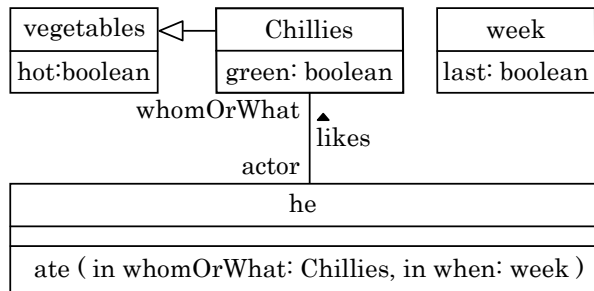 vegetables
hot:boolean
Chillies
green: boolean
week
last: boolean
whomOrWhat
likes
actor
he
ate ( in whomOrWhat: Chillies, in when: week )